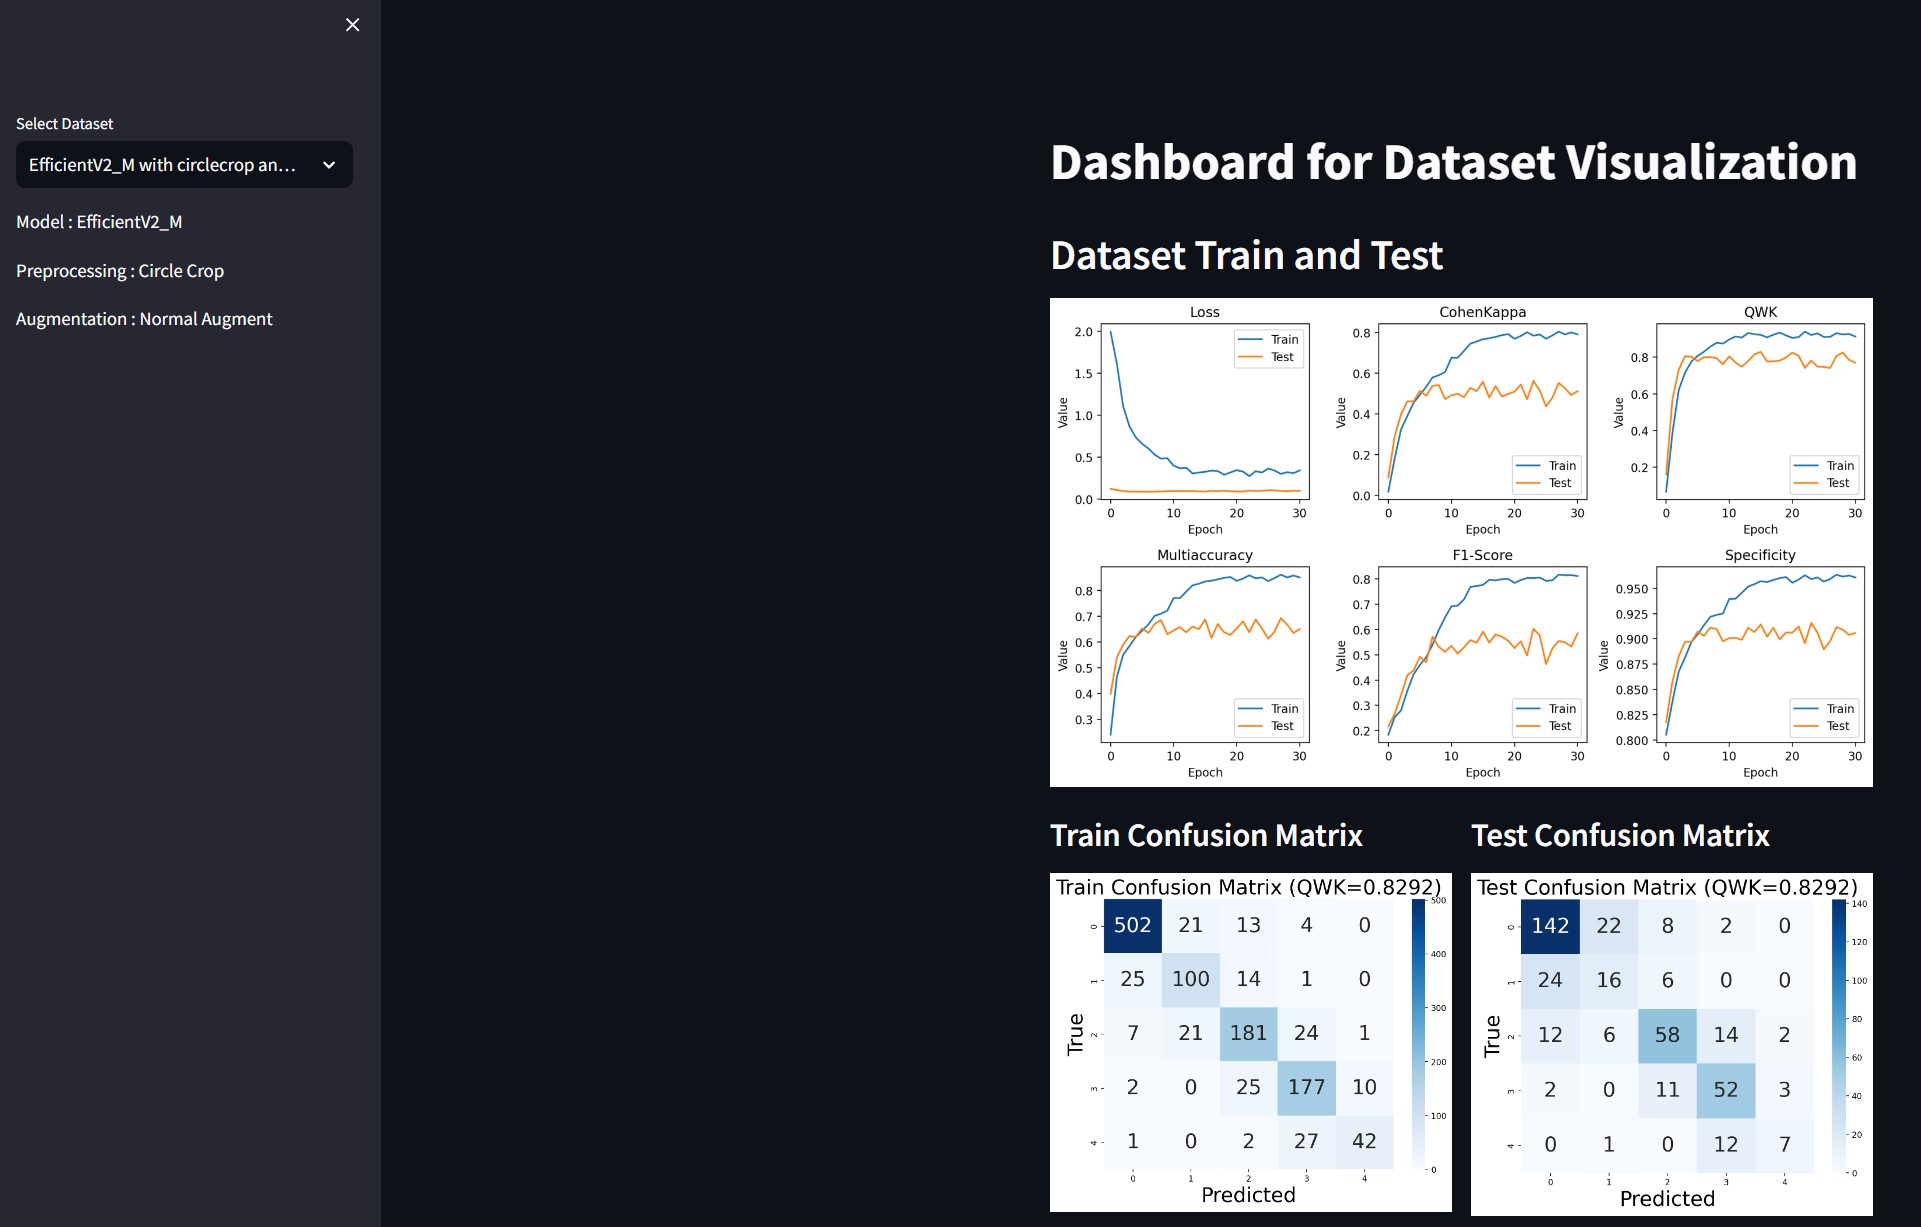 Select Dataset
EfficientV2_M with circlecrop an...
Model : EfficientV2_M
Preprocessing : Circle Crop
Augmentation : Normal Augment
Dashboard for Dataset Visualization
Dataset Train and Test
Loss
2.0
1.5
1.0
0.5
0.0
Value
Train
Test
0 10 20 30
Epoch
CohenKappa
0.8
0.6
0.4
0.2
0.0
Value
Train
Test
0 10 20 30
Epoch
QWK
0.8
0.6
0.4
0.2
Value
Train
Test
0 10 20 30
Epoch
Multiaccuracy
0.8
0.7
0.6
0.5
0.4
0.3
Value
Train
Test
0 10 20 30
Epoch
F1-Score
0.8
0.7
0.6
0.5
0.4
0.3
0.2
Value
Train
Test
0 10 20 30
Epoch
Specificity
0.950
0.925
0.900
0.875
0.850
0.825
0.800
Value
Train
Test
0 10 20 30
Epoch
Train Confusion Matrix
Train Confusion Matrix (QWK=0.8292)
True
0 502 21 13 4 0
1 25 100 14 1 0
2 7 21 181 24 1
3 2 0 25 177 10
4 1 0 2 27 42
0 1 2 3 4
Predicted
500
400
300
200
100
0
Test Confusion Matrix
Test Confusion Matrix (QWK=0.8292)
True
0 142 22 8 2 0
1 24 16 6 0 0
2 12 6 58 14 2
3 2 0 11 52 3
4 0 1 0 12 7
0 1 2 3 4
Predicted
140
120
100
80
60
40
20
0